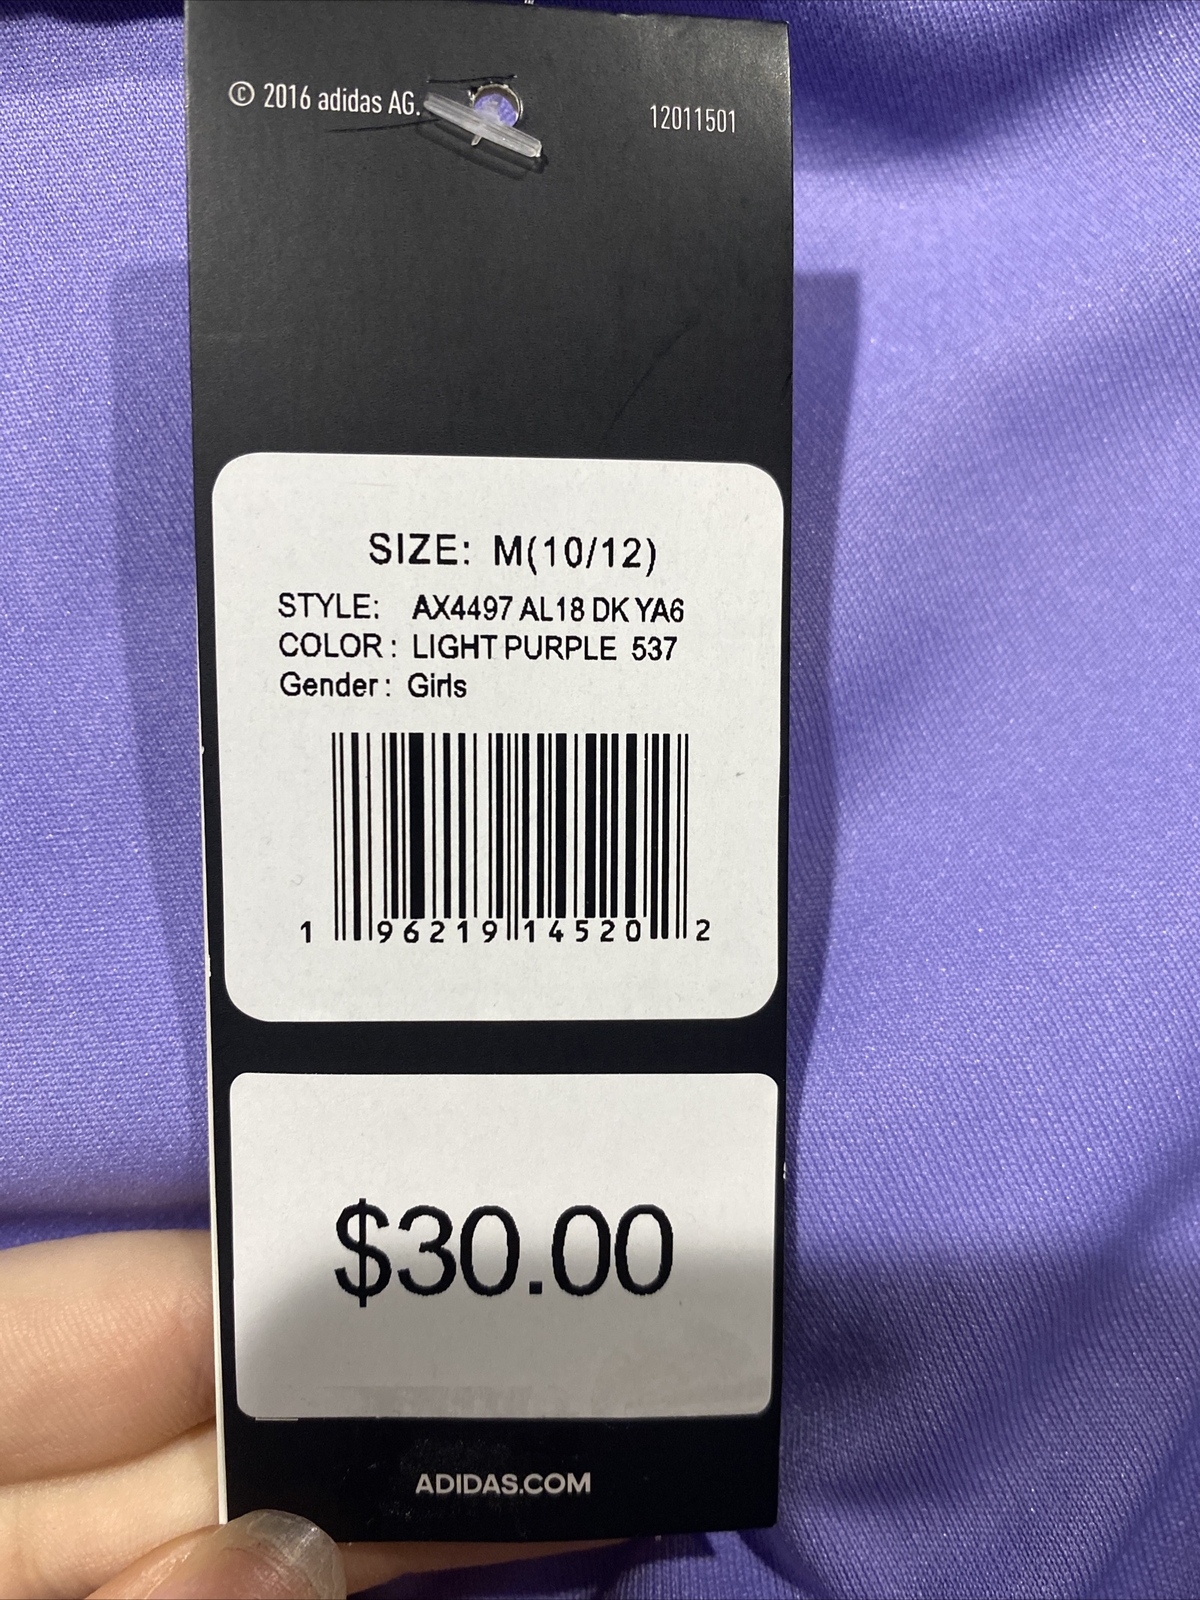 © 2016 adidas AG.
12011501
SIZE: M(10/12)
STYLE: AX4497 AL18 DK YA6
COLOR: LIGHT PURPLE 537
Gender: Girls
1 96219 14520 2
$30.00
ADIDAS.COM